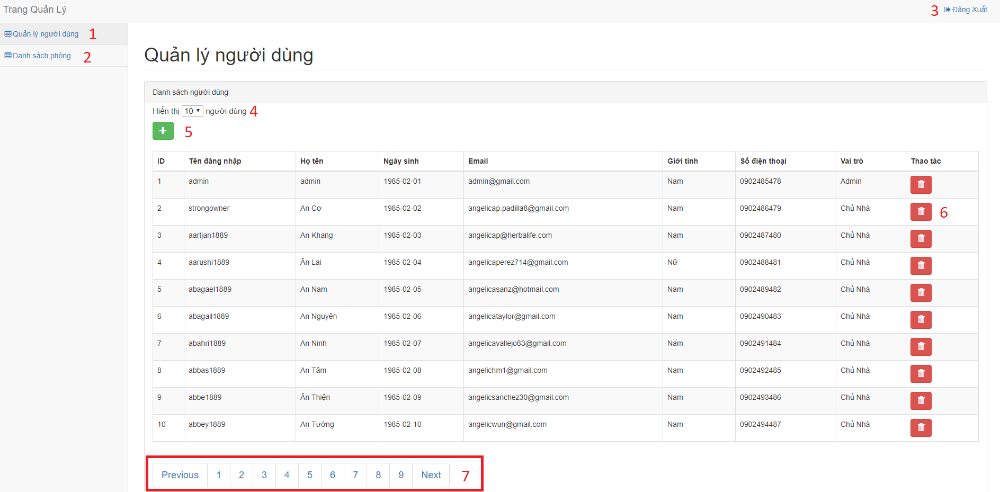 Trang Quản Lý
3 Đăng Xuất
Quản lý người dùng 1
Danh sách phòng 2
Quản lý người dùng
Danh sách người dùng
Hiển thị 10 người dùng 4
+ 5
ID Tên đăng nhập Họ tên Ngày sinh Email Giới tính Số điện thoại Vai trò Thao tác
1 admin admin 1985-02-01 admin@gmail.com Nam 0902485478 Admin
2 strongowner An Cơ 1985-02-02 angelicap.padilla8@gmail.com Nam 0902486479 Chủ Nhà 6
3 aartjan1889 An Khang 1985-02-03 angelicap@herbalife.com Nam 0902487480 Chủ Nhà
4 aarushi1889 Ân Lai 1985-02-04 angelicaperez714@gmail.com Nữ 0902488481 Chủ Nhà
5 abagael1889 An Nam 1985-02-05 angelicasanz@hotmail.com Nam 0902489482 Chủ Nhà
6 abagail1889 An Nguyên 1985-02-06 angelicataylor@gmail.com Nam 0902490483 Chủ Nhà
7 abahri1889 An Ninh 1985-02-07 angelicavallejo83@gmail.com Nam 0902491484 Chủ Nhà
8 abbas1889 An Tâm 1985-02-08 angelichm1@gmail.com Nam 0902492485 Chủ Nhà
9 abbe1889 Ân Thiện 1985-02-09 angelicsanchez30@gmail.com Nam 0902493486 Chủ Nhà
10 abbey1889 An Tường 1985-02-10 angelicwun@gmail.com Nam 0902494487 Chủ Nhà
Previous 1 2 3 4 5 6 7 8 9 Next 7